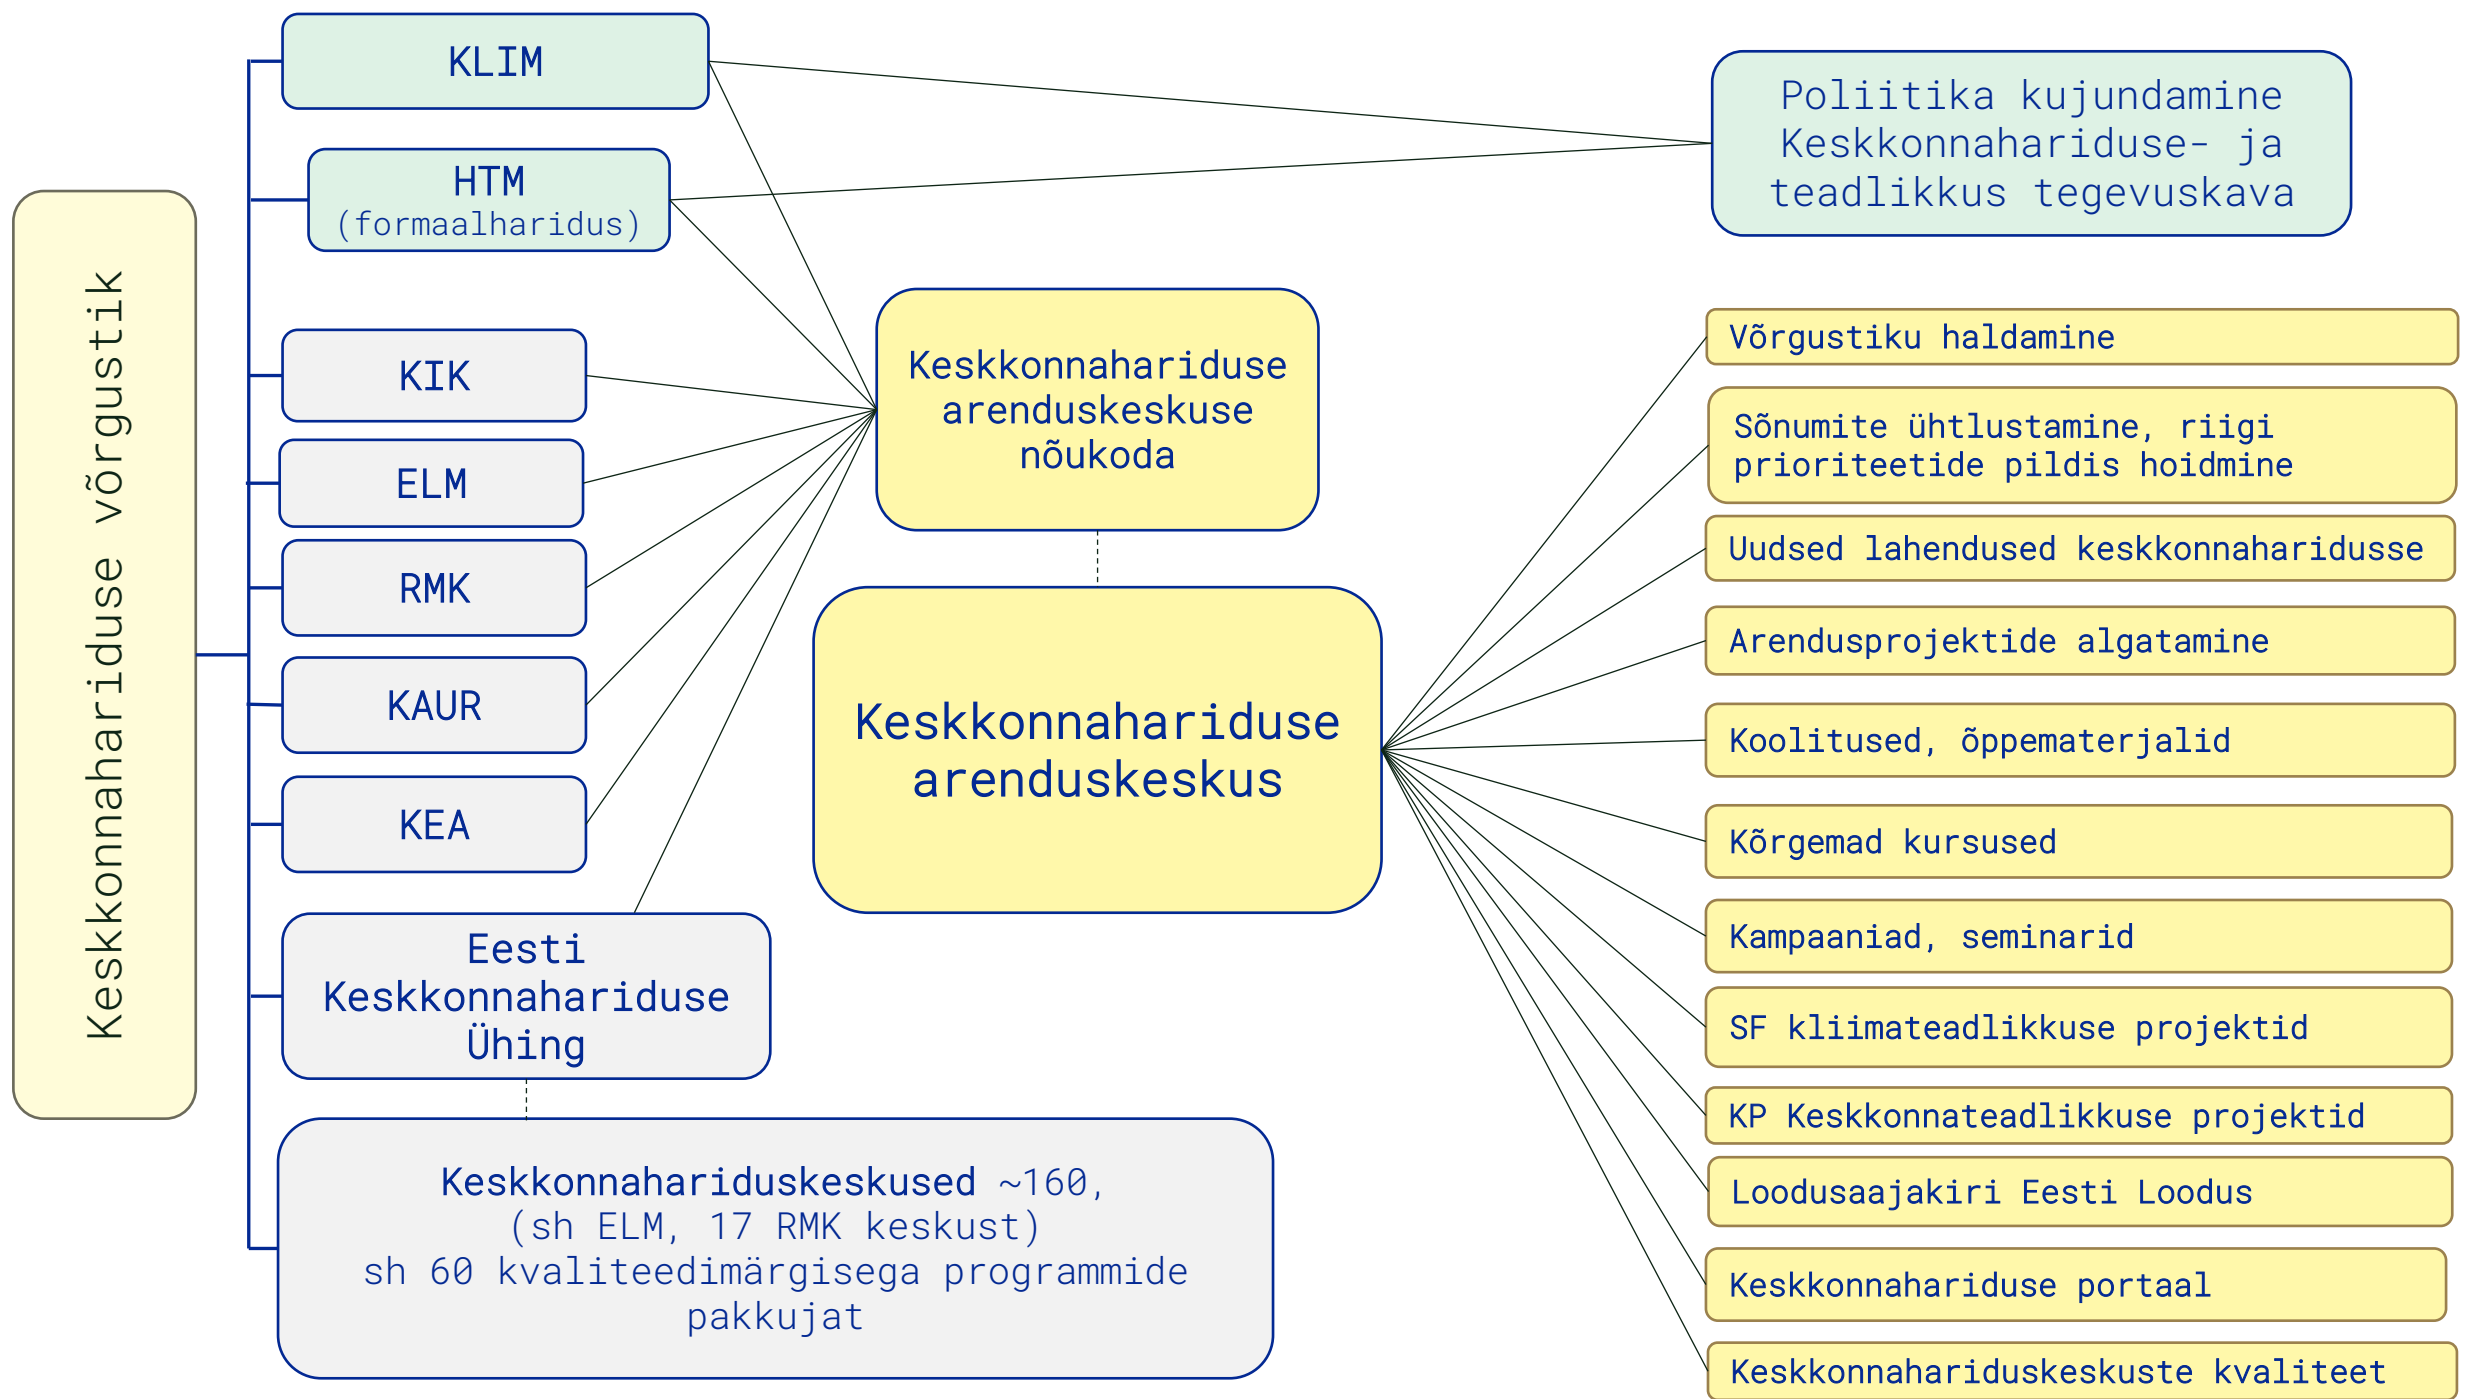 Keskkonnahariduse võrgustik
KLIM
HTM
(formaalharidus)
KIK
ELM
RMK
KAUR
KEA
Eesti
Keskkonnahariduse
Ühing
Keskkonnahariduskeskused ~160,
(sh ELM, 17 RMK keskust)
sh 60 kvaliteedimärgisega programmide
pakkujat
Keskkonnahariduse
arenduskeskuse
nõukoda
Keskkonnahariduse
arenduskeskus
Poliitika kujundamine
Keskkonnahariduse- ja
teadlikkus tegevuskava
Võrgustiku haldamine
Sõnumite ühtlustamine, riigi
prioriteetide pildis hoidmine
Uudsed lahendused keskkonnaharidusse
Arendusprojektide algatamine
Koolitused, õppematerjalid
Kõrgemad kursused
Kampaaniad, seminarid
SF kliimateadlikkuse projektid
KP Keskkonnateadlikkuse projektid
Loodusaajakiri Eesti Loodus
Keskkonnahariduse portaal
Keskkonnahariduskeskuste kvaliteet